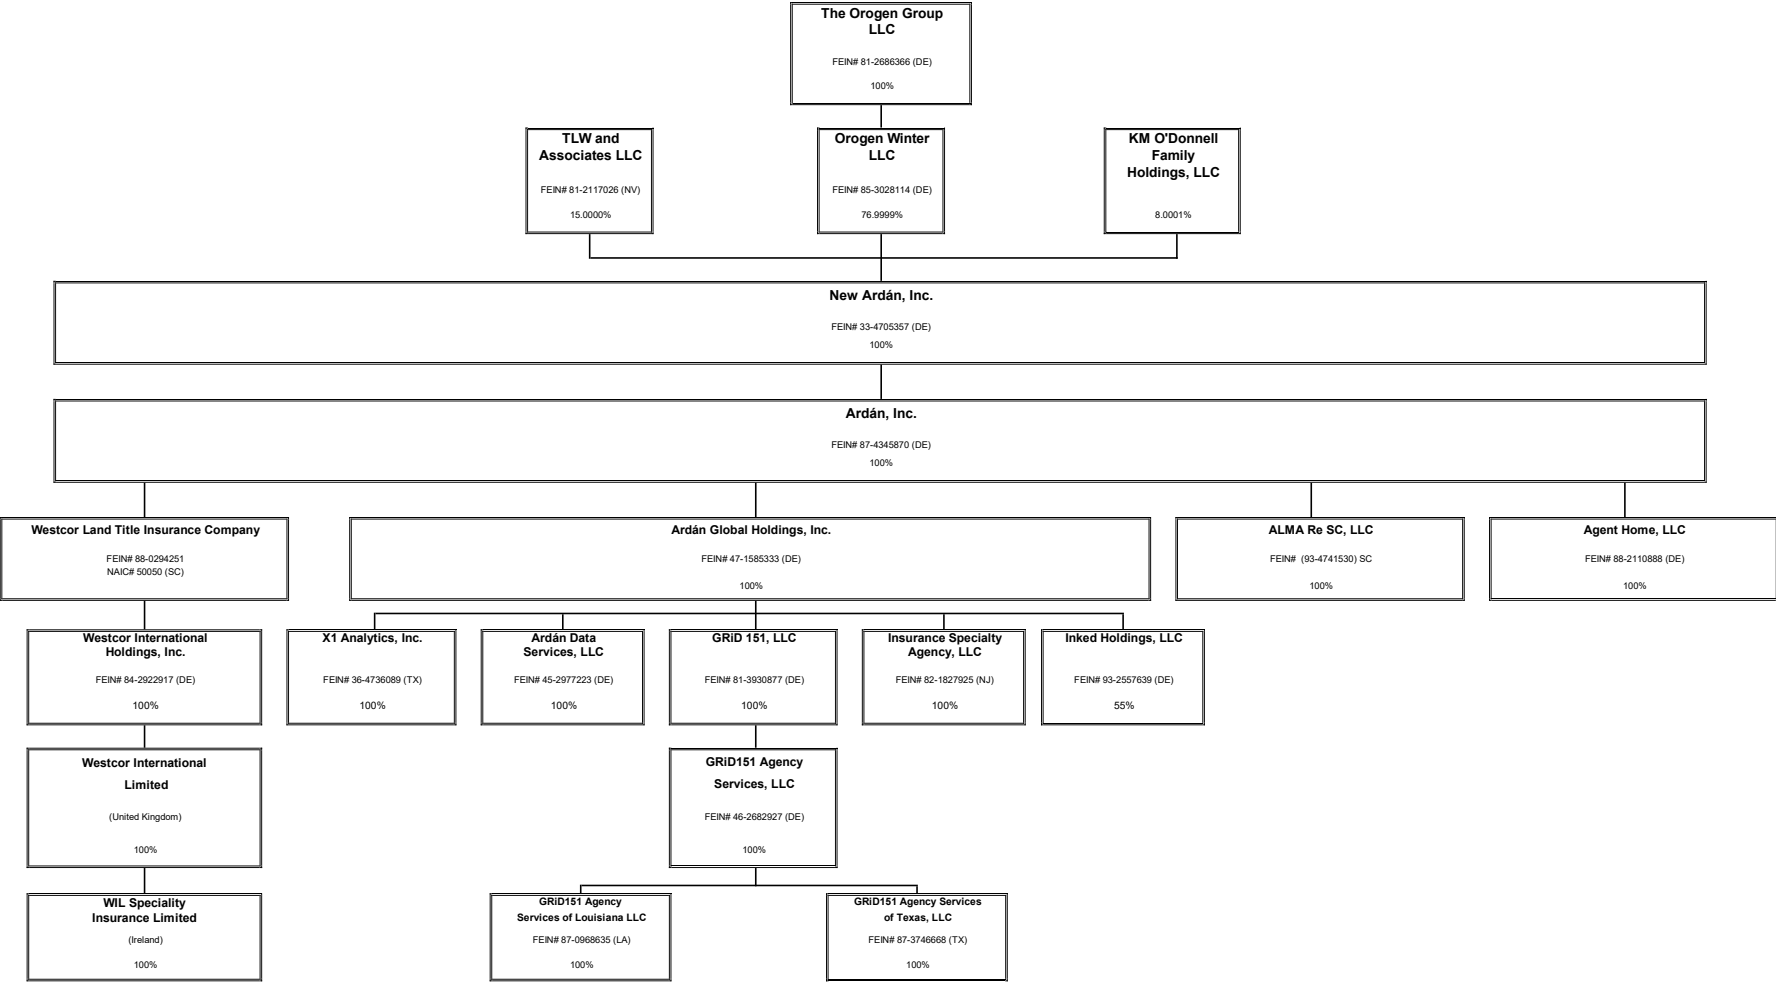 The Orogen Group
LLC
FEIN# 81-2686366 (DE)
100%
TLW and
Associates LLC
FEIN# 81-2117026 (NV)
15.0000%
Orogen Winter
LLC
FEIN# 85-3028114 (DE)
76.9999%
KM O'Donnell
Family
Holdings, LLC
8.0001%
New Ardán, Inc.
FEIN# 33-4705357 (DE)
100%
Ardán, Inc.
FEIN# 87-4345870 (DE)
100%
Westcor Land Title Insurance Company
FEIN# 88-0294251
NAIC# 50050 (SC)
Ardán Global Holdings, Inc.
FEIN# 47-1585333 (DE)
100%
ALMA Re SC, LLC
FEIN# (93-4741530) SC
100%
Agent Home, LLC
FEIN# 88-2110888 (DE)
100%
Westcor International
Holdings, Inc.
FEIN# 84-2922917 (DE)
100%
X1 Analytics, Inc.
FEIN# 36-4736089 (TX)
100%
Ardán Data
Services, LLC
FEIN# 45-2977223 (DE)
100%
GRiD 151, LLC
FEIN# 81-3930877 (DE)
100%
Insurance Specialty
Agency, LLC
FEIN# 82-1827925 (NJ)
100%
Inked Holdings, LLC
FEIN# 93-2557639 (DE)
55%
Westcor International
Limited
(United Kingdom)
100%
GRiD151 Agency
Services, LLC
FEIN# 46-2682927 (DE)
100%
WIL Speciality
Insurance Limited
(Ireland)
100%
GRiD151 Agency
Services of Louisiana LLC
FEIN# 87-0968635 (LA)
100%
GRiD151 Agency Services
of Texas, LLC
FEIN# 87-3746668 (TX)
100%